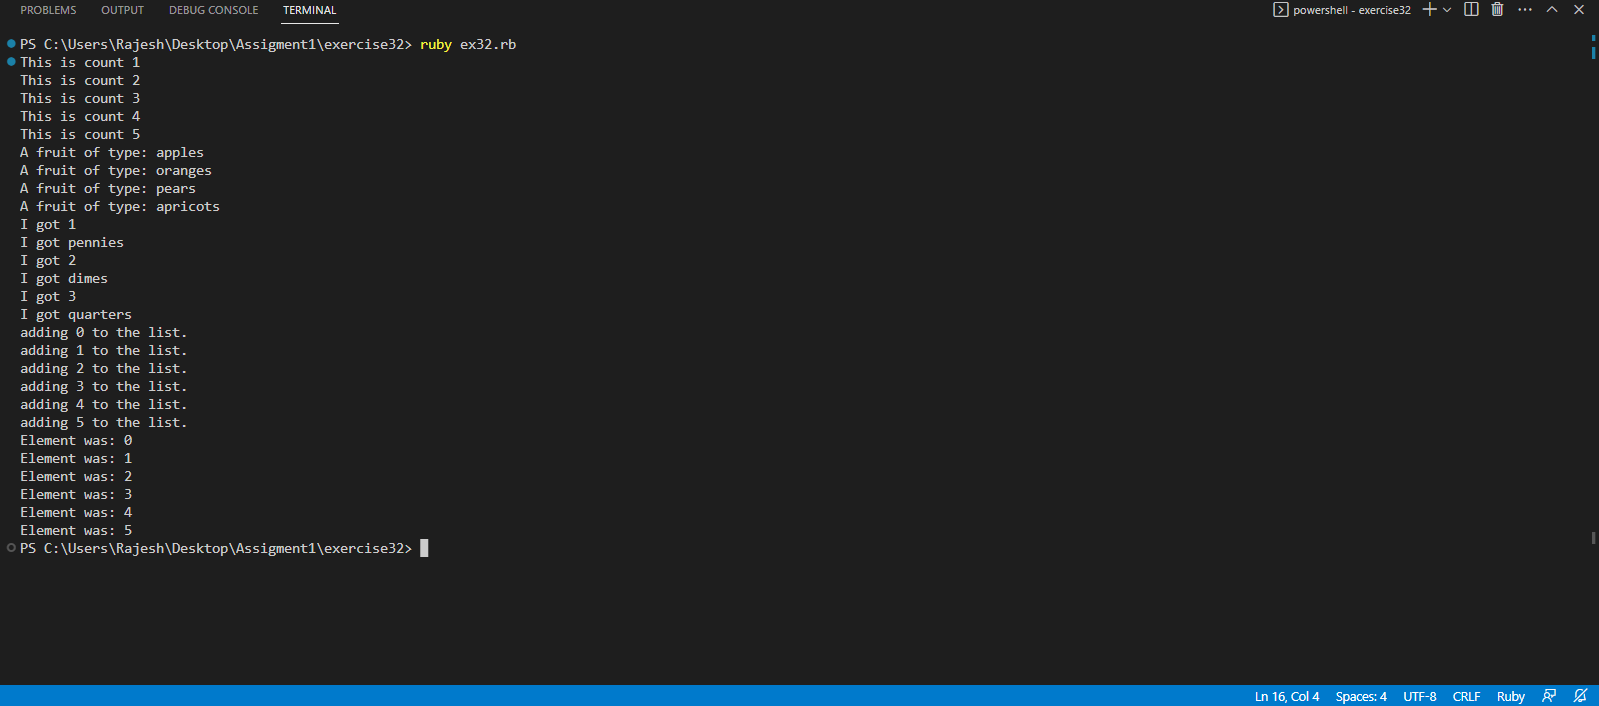 PROBLEMS OUTPUT DEBUG CONSOLE TERMINAL powershell - exercise32
PS C:\Users\Rajesh\Desktop\Assigment1\exercise32> ruby ex32.rb
This is count 1
This is count 2
This is count 3
This is count 4
This is count 5
A fruit of type: apples
A fruit of type: oranges
A fruit of type: pears
A fruit of type: apricots
I got 1
I got pennies
I got 2
I got dimes
I got 3
I got quarters
adding 0 to the list.
adding 1 to the list.
adding 2 to the list.
adding 3 to the list.
adding 4 to the list.
adding 5 to the list.
Element was: 0
Element was: 1
Element was: 2
Element was: 3
Element was: 4
Element was: 5
PS C:\Users\Rajesh\Desktop\Assigment1\exercise32>
Ln 16, Col 4 Spaces: 4 UTF-8 CRLF Ruby